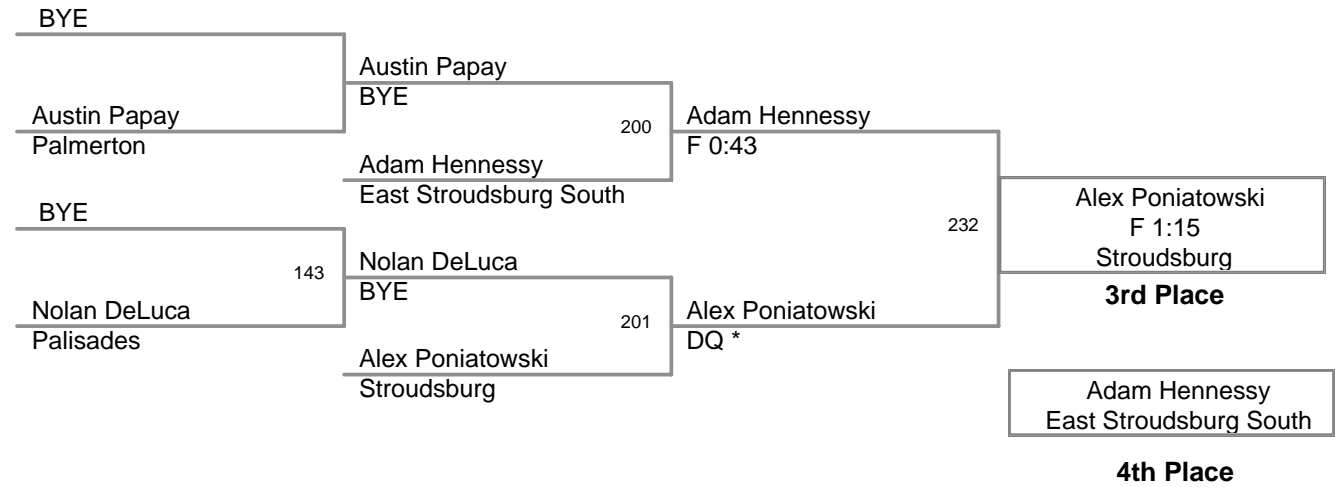 BYE
Austin Papay
BYE
Austin Papay
Palmerton
200
Adam Hennessy
F 0:43
Adam Hennessy
East Stroudsburg South
BYE
Alex Poniatowski
F 1:15
Stroudsburg
232
143
Nolan DeLuca
BYE
3rd Place
Nolan DeLuca
Palisades
201
Alex Poniatowski
DQ *
Alex Poniatowski
Stroudsburg
Adam Hennessy
East Stroudsburg South
4th Place